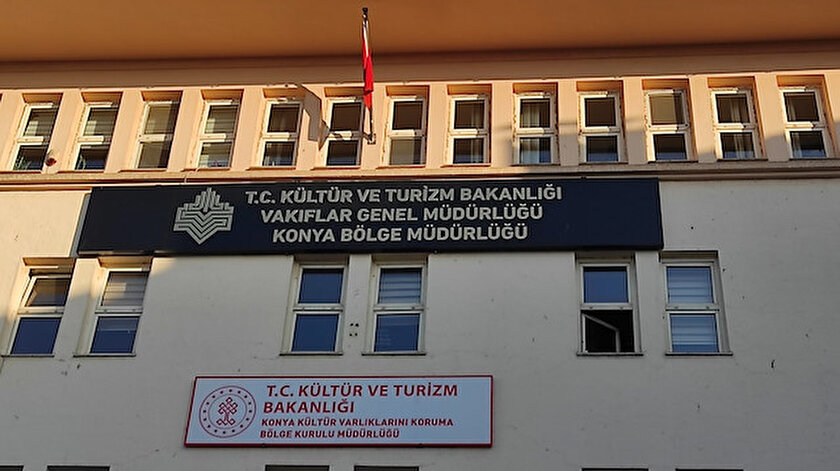 T.C. KÜLTÜR VE TURİZM BAKANLIĞI
VAKIFLAR GENEL MÜDÜRLÜĞÜ
KONYA BÖLGE MÜDÜRLÜĞÜ
T.C. KÜLTÜR VE TURİZM
BAKANLIĞI
KONYA KÜLTÜR VARLIKLARINI KORUMA
BÖLGE KURULU MÜDÜRLÜĞÜ